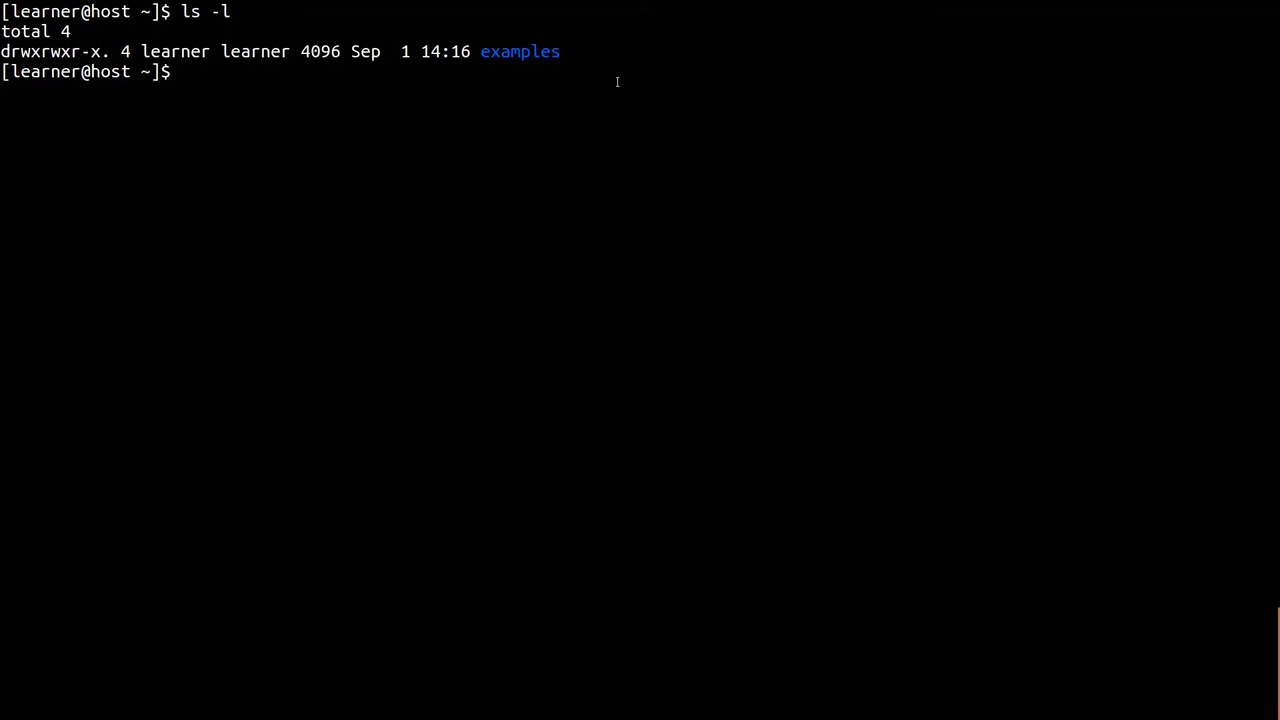 [learner@host ~]$ ls -l
total 4
drwxrwxr-x. 4 learner learner 4096 Sep  1 14:16 examples
[learner@host ~]$